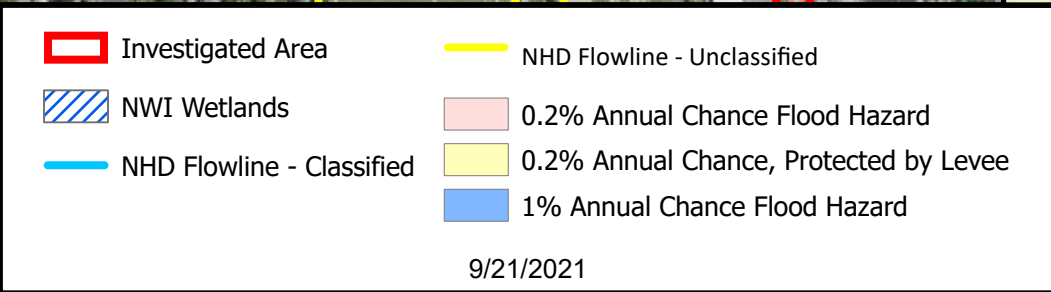 Investigated Area
NWI Wetlands
NHD Flowline - Classified
NHD Flowline - Unclassified
0.2% Annual Chance Flood Hazard
0.2% Annual Chance, Protected by Levee
1% Annual Chance Flood Hazard
9/21/2021